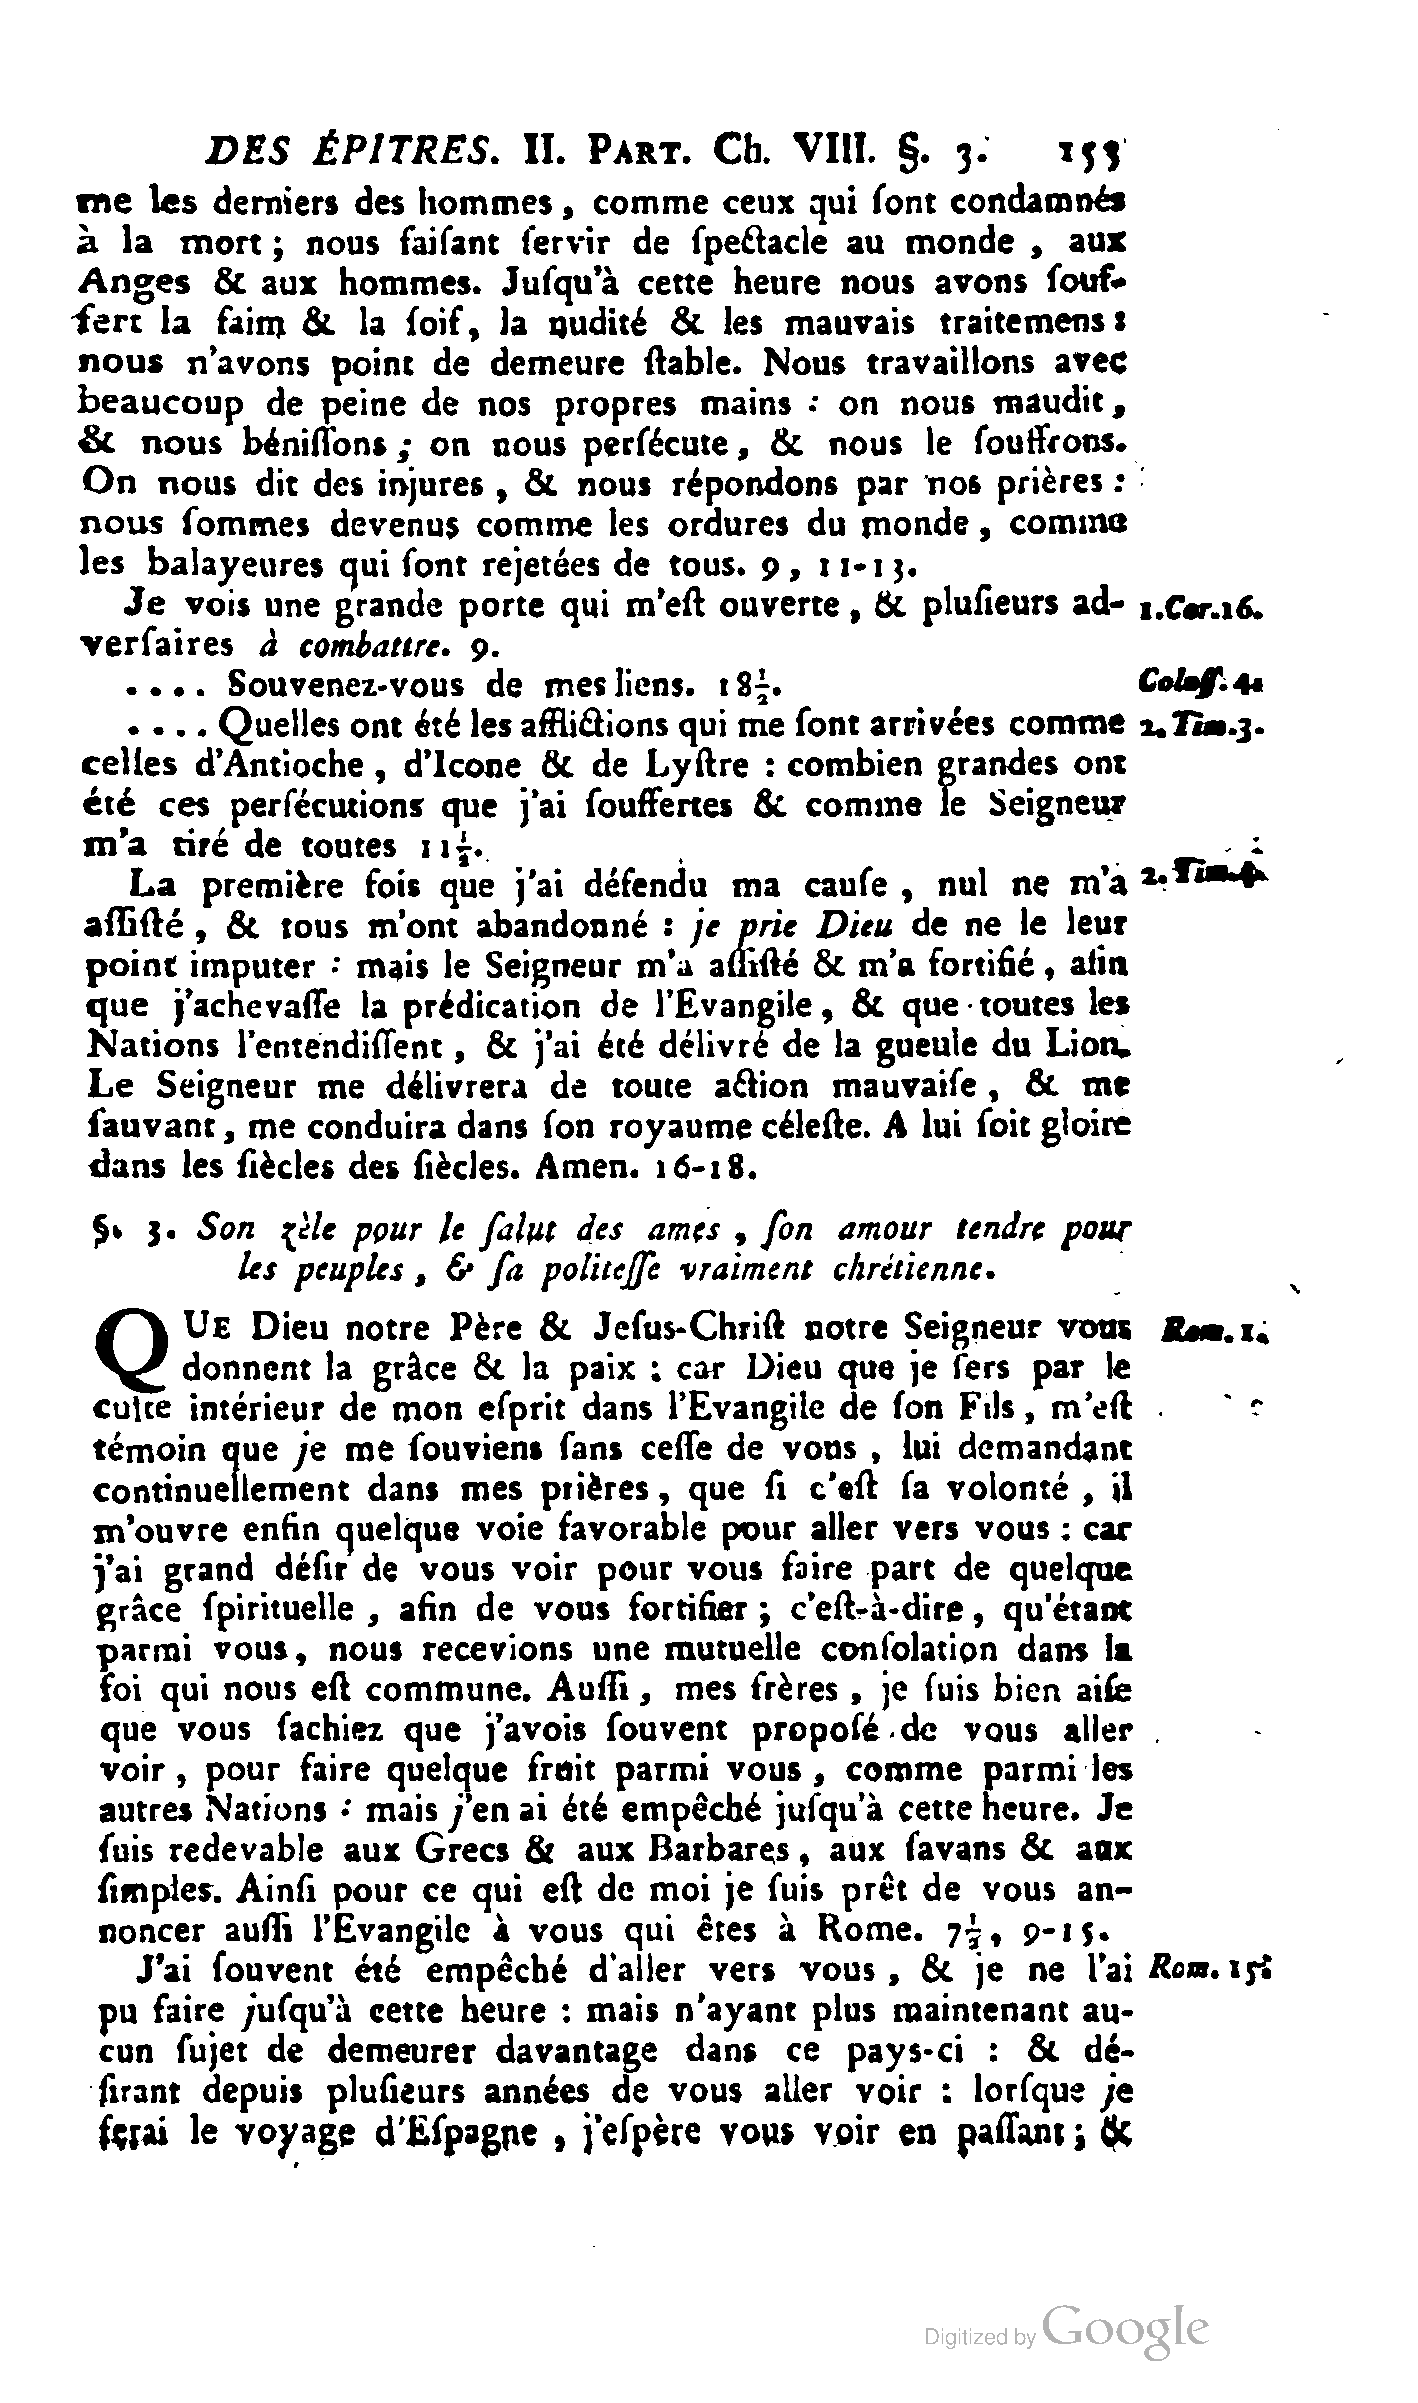 DES ÉPITRES. II. PART. Ch. VIII. §. 3. 155
me les derniers des hommes, comme ceux qui ſont condamnés
à la mort ; nous faiſant ſervir de ſpectacle au monde , aux
Anges & aux hommes. Juſqu'à cette heure nous avons ſouf-
fert la faim & la ſoif, la nudité & les mauvais traitemens :
nous n'avons point de demeure ſtable. Nous travaillons avec
beaucoup de peine de nos propres mains : on nous maudit,
& nous béniſſons ; on nous perſécute, & nous le ſouffrons.
On nous dit des injures , & nous répondons par nos prières :
nous ſommes devenus comme les ordures du monde , comme
les balayeures qui ſont rejetées de tous. 9 , 11-13.
Je vois une grande porte qui m'eſt ouverte , & pluſieurs ad- 1.Cor.16.
verſaires à combattre. 9.
.... Souvenez-vous de mes liens. 18½. Coloſſ. 4.
.... Quelles ont été les afflictions qui me ſont arrivées comme 2. Tim.3.
celles d'Antioche , d'Icone & de Lyſtre : combien grandes ont
été ces perſécutions que j'ai ſouffertes & comme le Seigneur
m'a tiré de toutes 11½.
La première fois que j'ai défendu ma cauſe , nul ne m'a 2. Tim.4.
aſſiſté , & tous m'ont abandonné : je prie Dieu de ne le leur
point imputer : mais le Seigneur m'a aſſiſté & m'a fortifié , afin
que j'achevaſſe la prédication de l'Evangile , & que toutes les
Nations l'entendiſſent , & j'ai été délivré de la gueule du Lion.
Le Seigneur me délivrera de toute action mauvaiſe , & me
ſauvant, me conduira dans ſon royaume céleſte. A lui ſoit gloire
dans les ſiècles des ſiècles. Amen. 16-18.
§. 3. Son zèle pour le ſalut des ames , ſon amour tendre pour
les peuples , & ſa politeſſe vraiment chrétienne.
QUE Dieu notre Père & Jeſus-Chriſt notre Seigneur vous Rom. 1.
donnent la grâce & la paix : car Dieu que je ſers par le
culte intérieur de mon eſprit dans l'Evangile de ſon Fils , m'eſt
témoin que je me ſouviens ſans ceſſe de vous , lui demandant
continuellement dans mes prières , que ſi c'eſt ſa volonté , il
m'ouvre enfin quelque voie favorable pour aller vers vous : car
j'ai grand déſir de vous voir pour vous faire part de quelque
grâce ſpirituelle , afin de vous fortifier ; c'eſt-à-dire , qu'étant
parmi vous, nous recevions une mutuelle conſolation dans la
foi qui nous eſt commune. Auſſi , mes frères , je ſuis bien aiſe
que vous ſachiez que j'avois ſouvent propoſé de vous aller
voir , pour faire quelque fruit parmi vous , comme parmi les
autres Nations : mais j'en ai été empêché juſqu'à cette heure. Je
ſuis redevable aux Grecs & aux Barbares , aux ſavans & aux
ſimples. Ainſi pour ce qui eſt de moi je ſuis prêt de vous an-
noncer auſſi l'Evangile à vous qui êtes à Rome. 7½, 9-15.
J'ai ſouvent été empêché d'aller vers vous , & je ne l'ai Rom. 15.
pu faire juſqu'à cette heure : mais n'ayant plus maintenant au-
cun ſujet de demeurer davantage dans ce pays-ci : & dé-
ſirant depuis pluſieurs années de vous aller voir : lorſque je
ferai le voyage d'Eſpagne , j'eſpère vous voir en paſſant ; &
Digitized by Google